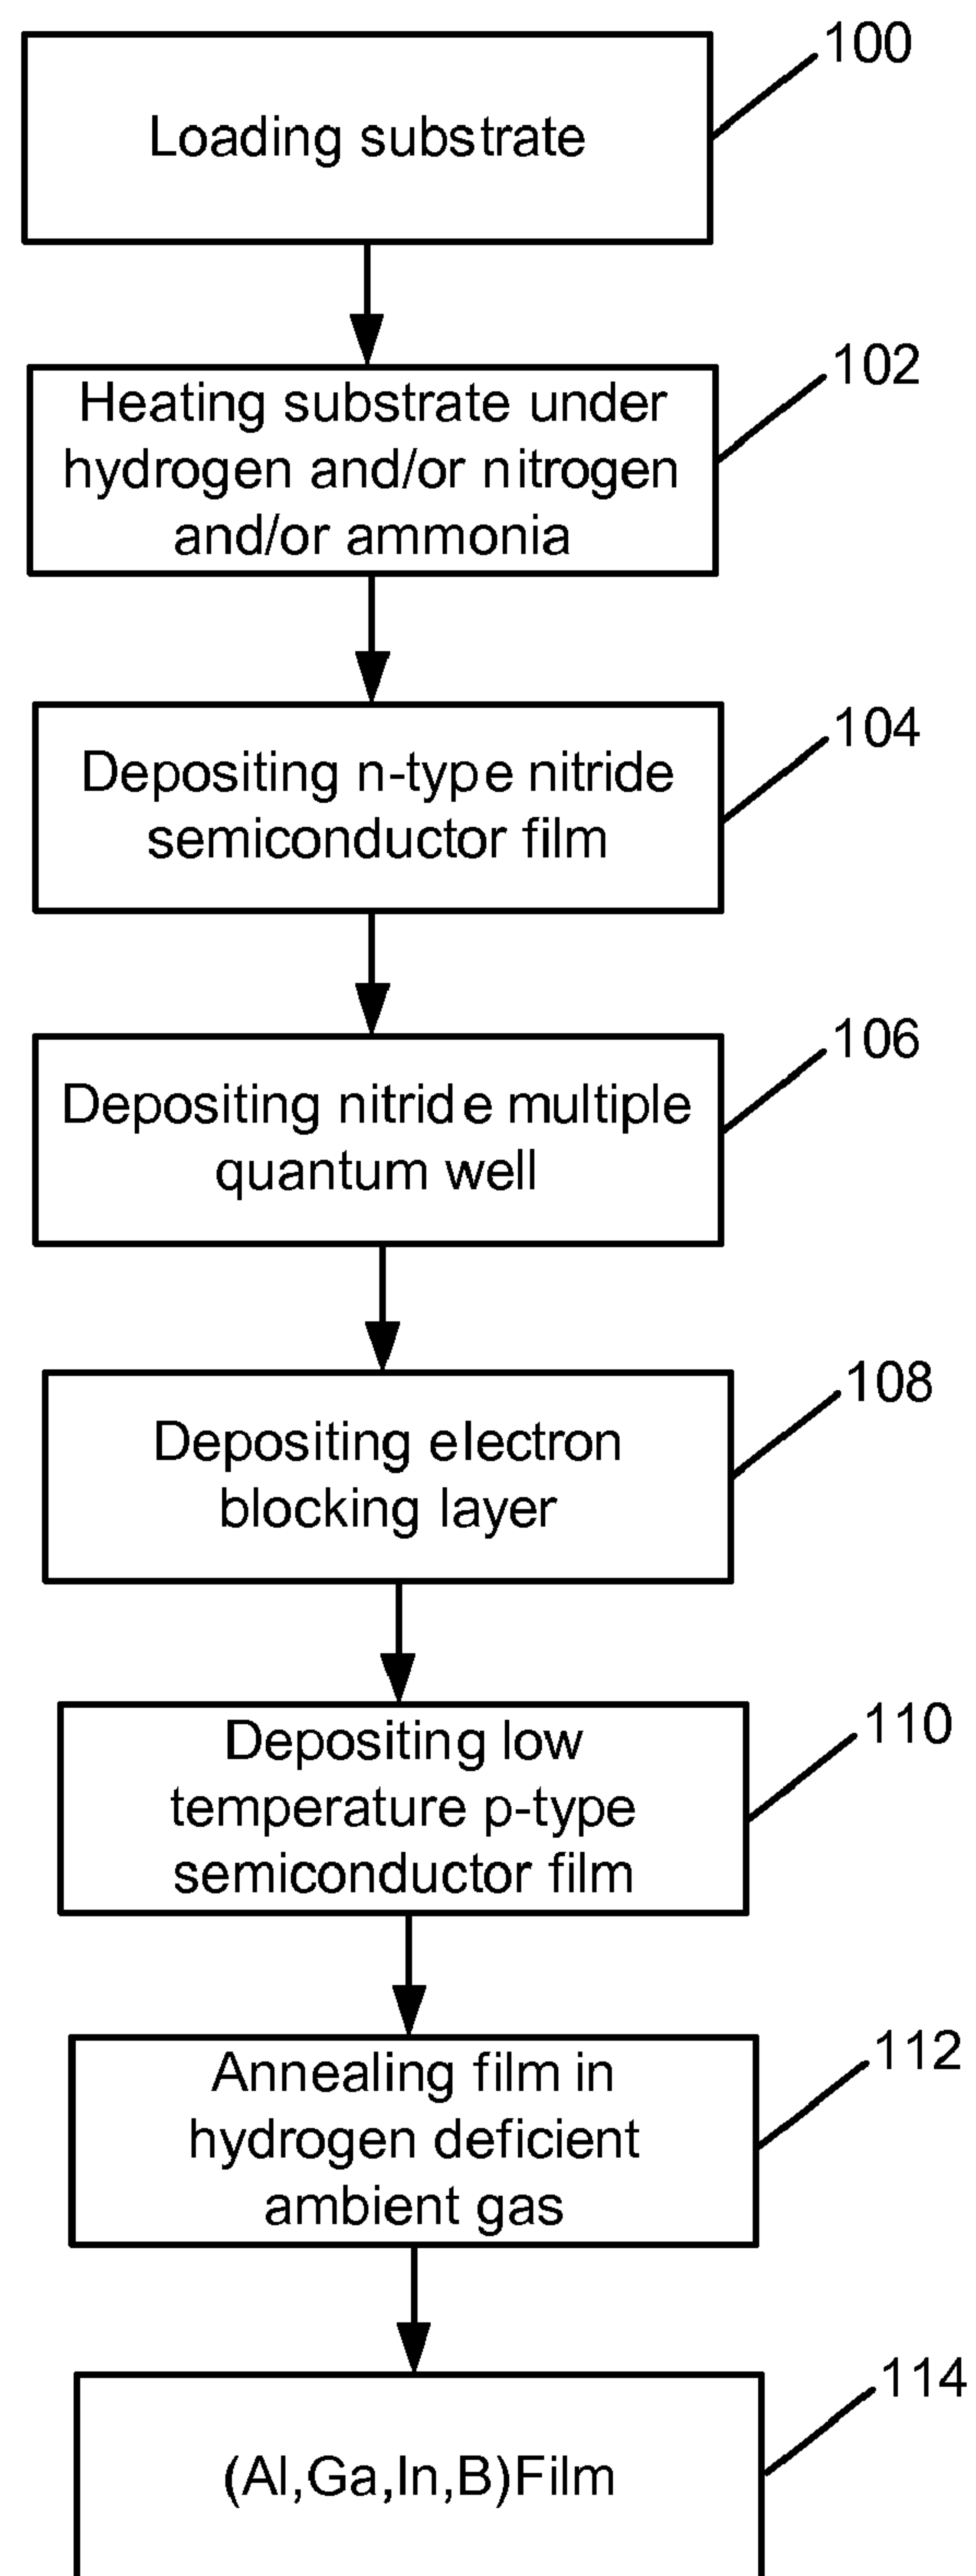 100
Loading substrate
102
Heating substrate under
hydrogen and/or nitrogen
and/or ammonia
104
Depositing n-type nitride
semiconductor film
106
Depositing nitride multiple
quantum well
108
Depositing electron
blocking layer
110
Depositing low
temperature p-type
semiconductor film
112
Annealing film in
hydrogen deficient
ambient gas
114
(Al,Ga,In,B)Film